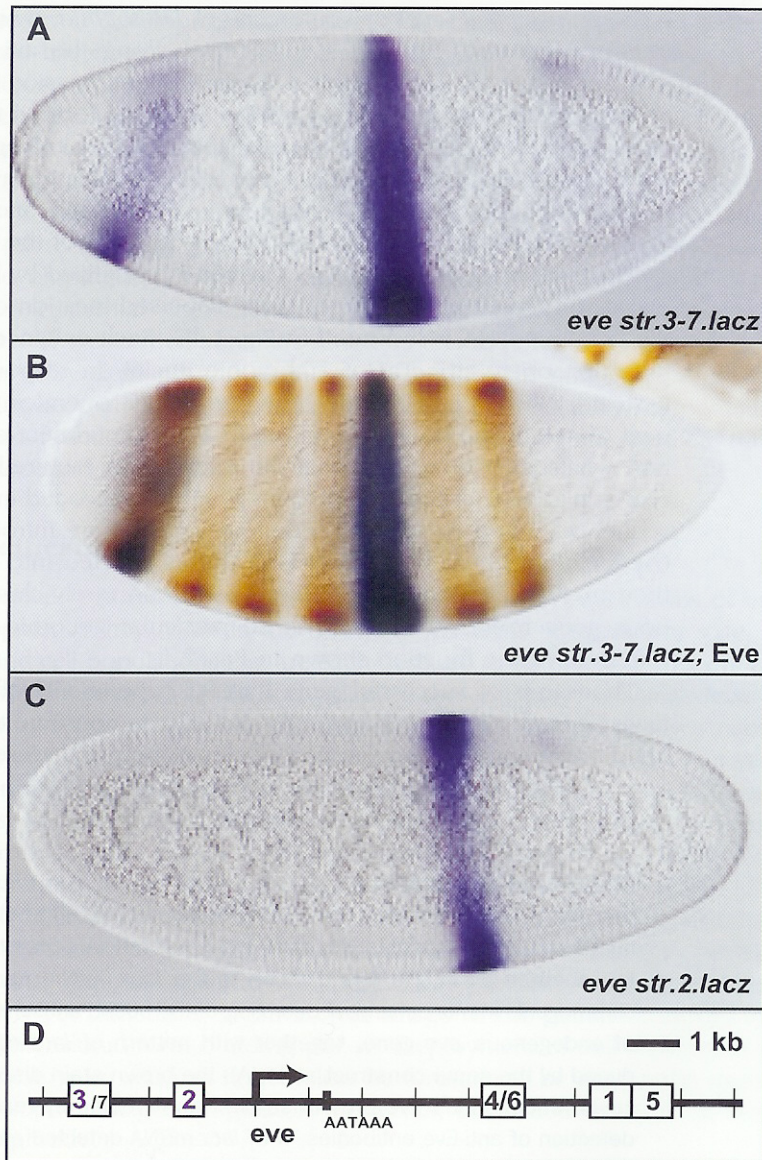 A
eve str.3-7.lacz
B
eve str.3-7.lacz; Eve
C
eve str.2.lacz
D
1 kb
3/7 2 4/6 1 5
eve
AATAAA